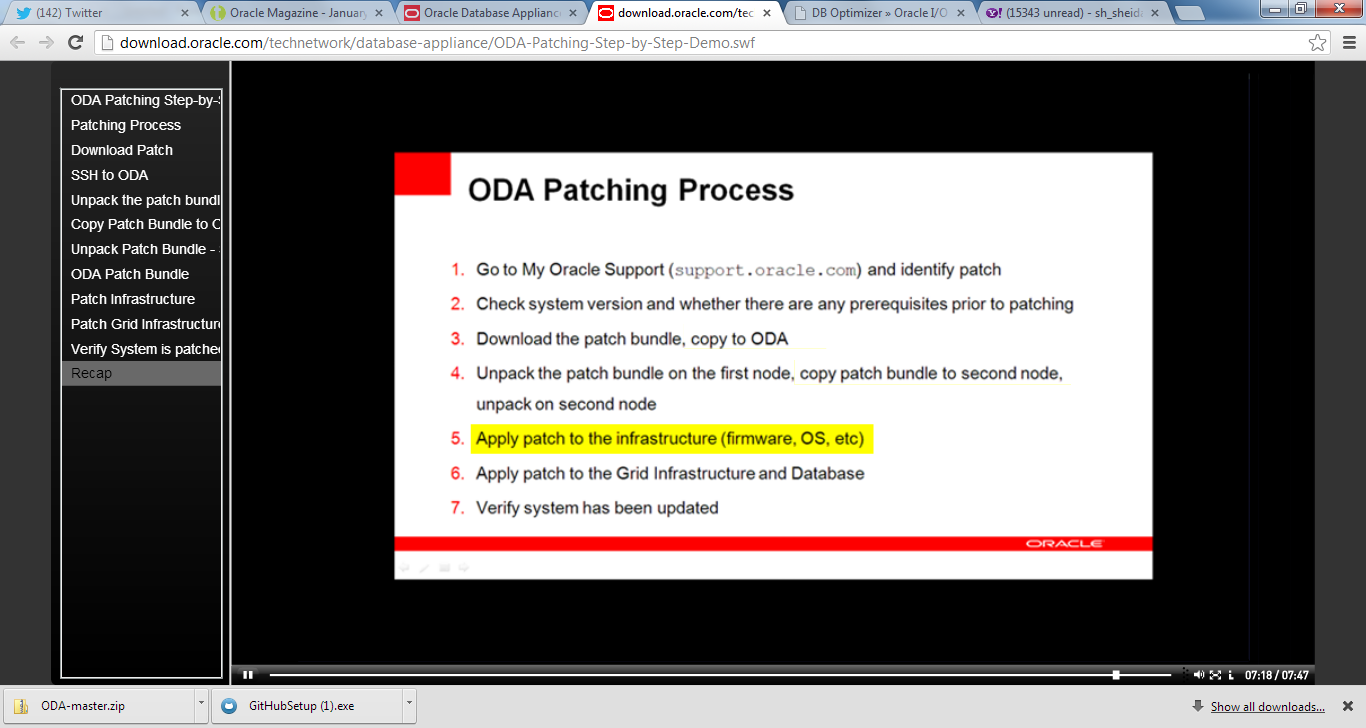 (142) Twitter
Oracle Magazine - January
Oracle Database Applianc
download.oracle.com/tec
DB Optimizer » Oracle I/O
(15343 unread) - sh_sheida
download.oracle.com/technetwork/database-appliance/ODA-Patching-Step-by-Step-Demo.swf
ODA Patching Step-by-S
Patching Process
Download Patch
SSH to ODA
Unpack the patch bundl
Copy Patch Bundle to O
Unpack Patch Bundle -
ODA Patch Bundle
Patch Infrastructure
Patch Grid Infrastructure
Verify System is patched
Recap
ODA Patching Process
1. Go to My Oracle Support (support.oracle.com) and identify patch
2. Check system version and whether there are any prerequisites prior to patching
3. Download the patch bundle, copy to ODA
4. Unpack the patch bundle on the first node, copy patch bundle to second node,
unpack on second node
5. Apply patch to the infrastructure (firmware, OS, etc)
6. Apply patch to the Grid Infrastructure and Database
7. Verify system has been updated
ORACLE
07:18 / 07:47
ODA-master.zip
GitHubSetup (1).exe
Show all downloads...